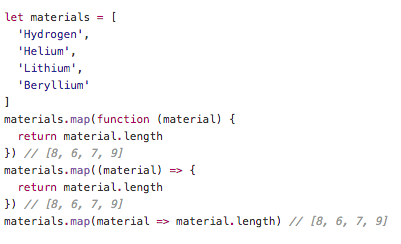 let materials = [
  'Hydrogen',
  'Helium',
  'Lithium',
  'Beryllium'
]
materials.map(function (material) {
  return material.length
}) // [8, 6, 7, 9]
materials.map((material) => {
  return material.length
}) // [8, 6, 7, 9]
materials.map(material => material.length) // [8, 6, 7, 9]